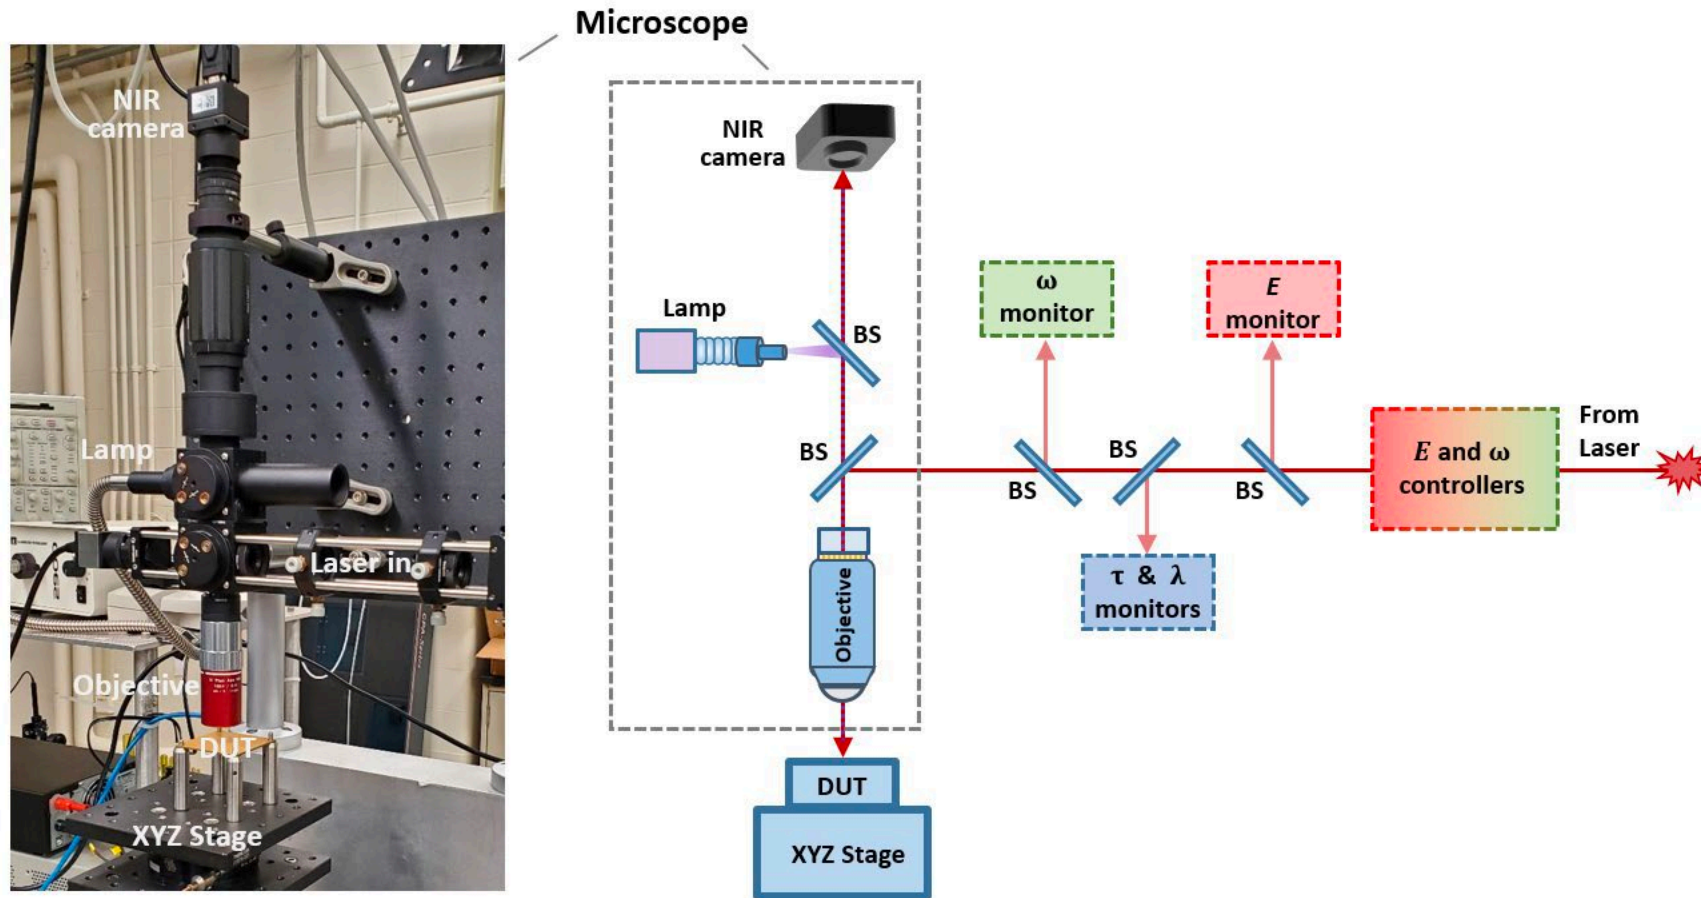 Microscope
NIR
camera
Lamp
Laser in
Objective
DUT
XYZ Stage
NIR
camera
Lamp
BS
BS
Objective
DUT
XYZ Stage
ω
monitor
E
monitor
BS
BS
BS
τ & λ
monitors
E and ω
controllers
From
Laser